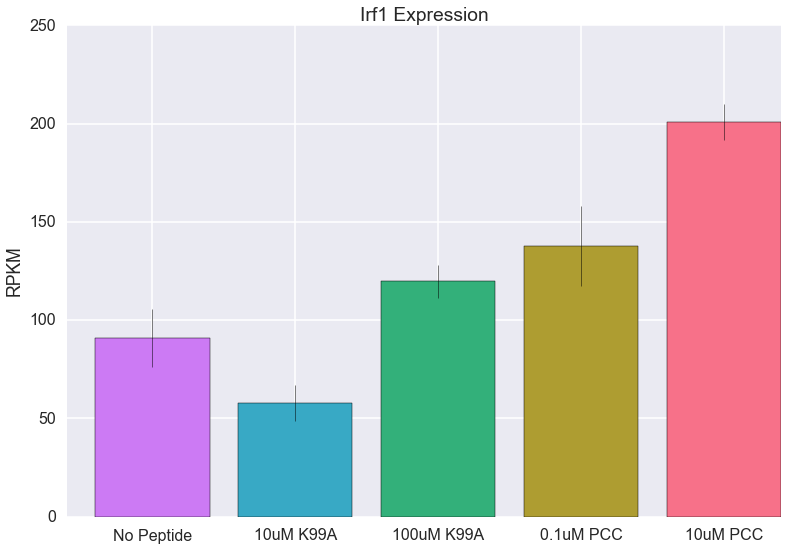 Irf1 Expression
250
200
150
100
50
0
RPKM
No Peptide
10uM K99A
100uM K99A
0.1uM PCC
10uM PCC